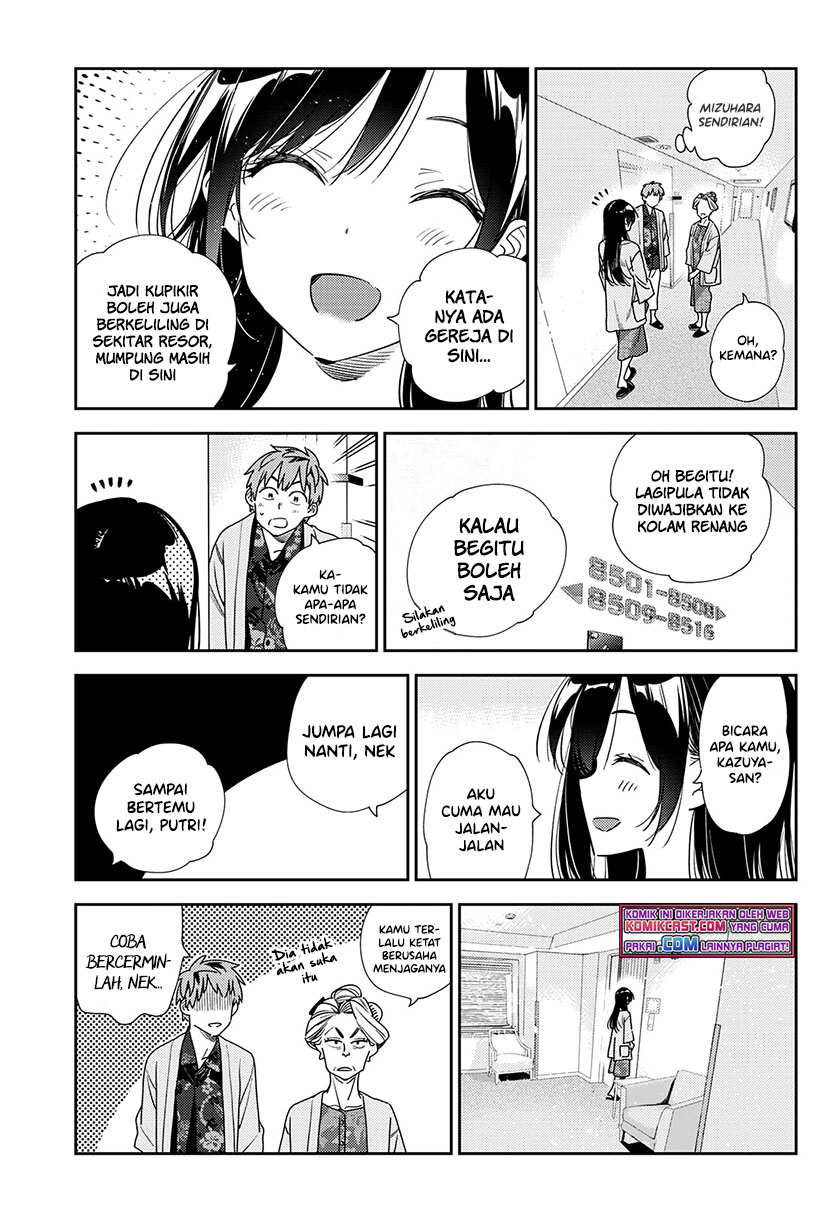 MIZUHARA
SENDIRIAN!
OH,
KEMANA?
KATA-
NYA ADA
GEREJA DI
SINI...
JADI KUPIKIR
BOLEH JUGA
BERKELILING DI
SEKITAR RESOR,
MUMPUNG MASIH
DI SINI
OH BEGITU!
LAGIPULA TIDAK
DIWAJIBKAN KE
KOLAM RENANG
KALAU
BEGITU
BOLEH
SAJA
Silakan
berkeliling
8501-8508
8509-8516
KA-
KAMU TIDAK
APA-APA
SENDIRIAN?
BICARA
APA KAMU,
KAZUYA-
SAN?
AKU
CUMA MAU
JALAN-
JALAN
JUMPA LAGI
NANTI, NEK
SAMPAI
BERTEMU
LAGI, PUTRI!
KOMIK INI DIKERJAKAN OLEH WEB
KOMIKCAST.COM YANG CUMA
PAKAI .COM LAINNYA PLAGIAT!
KAMU TER-
LALU KETAT
BERUSAHA
MENJAGANYA
Dia tidak
akan suka
itu
COBA
BERCERMIN-
LAH, NEK...